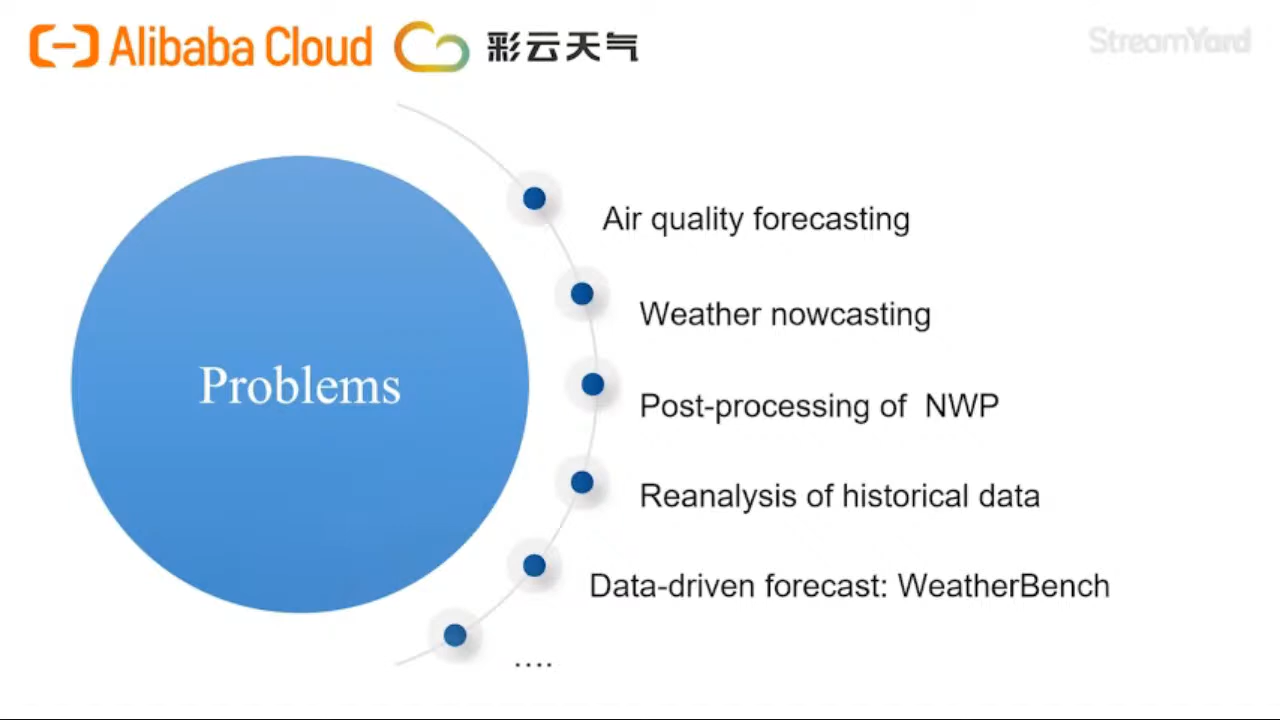 Alibaba Cloud 彩云天气 StreamYard
Air quality forecasting
Weather nowcasting
Problems
Post-processing of  NWP
Reanalysis of historical data
Data-driven forecast: WeatherBench
....